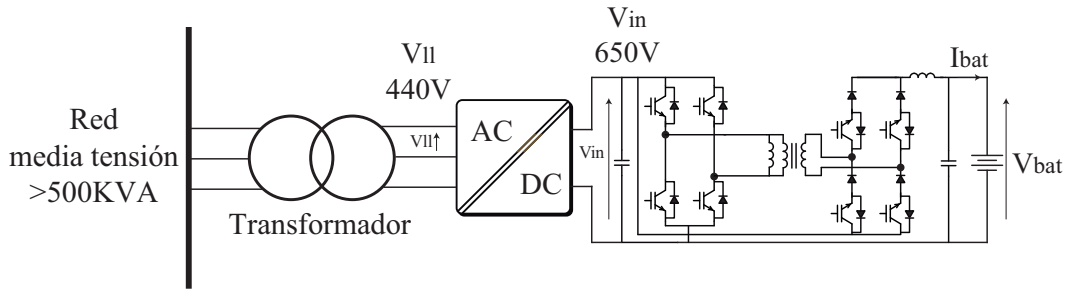 Red
media tensión
>500KVA
Transformador
Vll
440V
Vll↑
AC
DC
Vin
650V
Vin
Ibat
Vbat